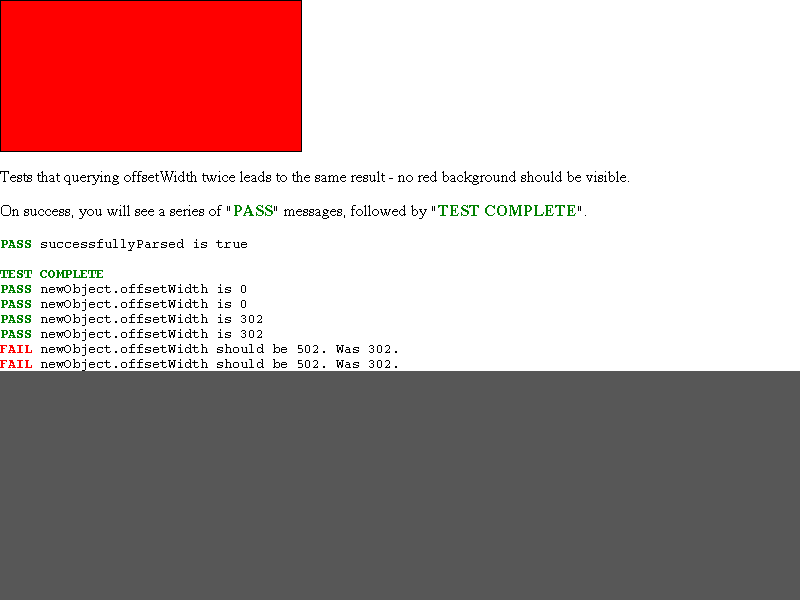 Tests that querying offsetWidth twice leads to the same result - no red background should be visible.
On success, you will see a series of "PASS" messages, followed by "TEST COMPLETE".
PASS successfullyParsed is true
TEST COMPLETE
PASS newObject.offsetWidth is 0
PASS newObject.offsetWidth is 0
PASS newObject.offsetWidth is 302
PASS newObject.offsetWidth is 302
FAIL newObject.offsetWidth should be 502. Was 302.
FAIL newObject.offsetWidth should be 502. Was 302.